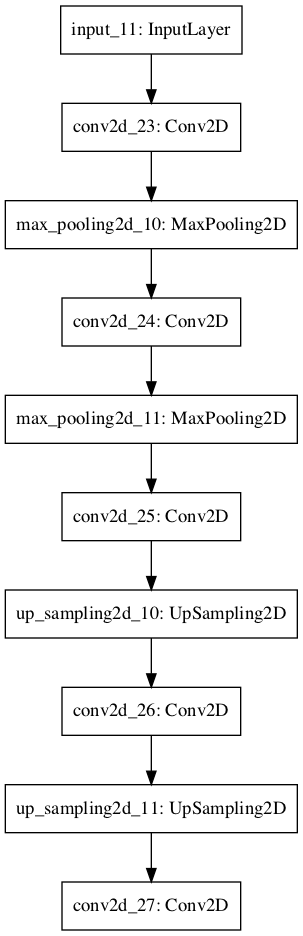 input_11: InputLayer
conv2d_23: Conv2D
max_pooling2d_10: MaxPooling2D
conv2d_24: Conv2D
max_pooling2d_11: MaxPooling2D
conv2d_25: Conv2D
up_sampling2d_10: UpSampling2D
conv2d_26: Conv2D
up_sampling2d_11: UpSampling2D
conv2d_27: Conv2D